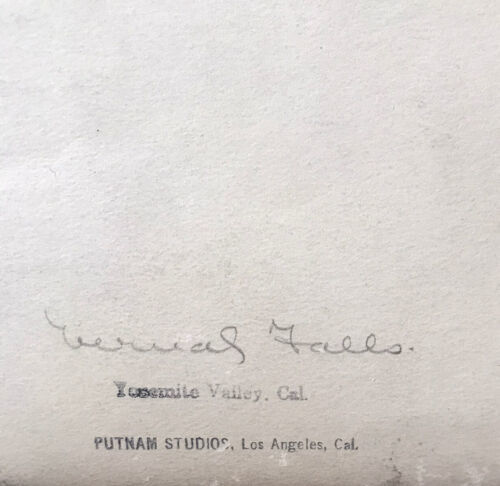 Vernal Falls.
Yosemite Valley, Cal.
PUTNAM STUDIOS, Los Angeles, Cal.